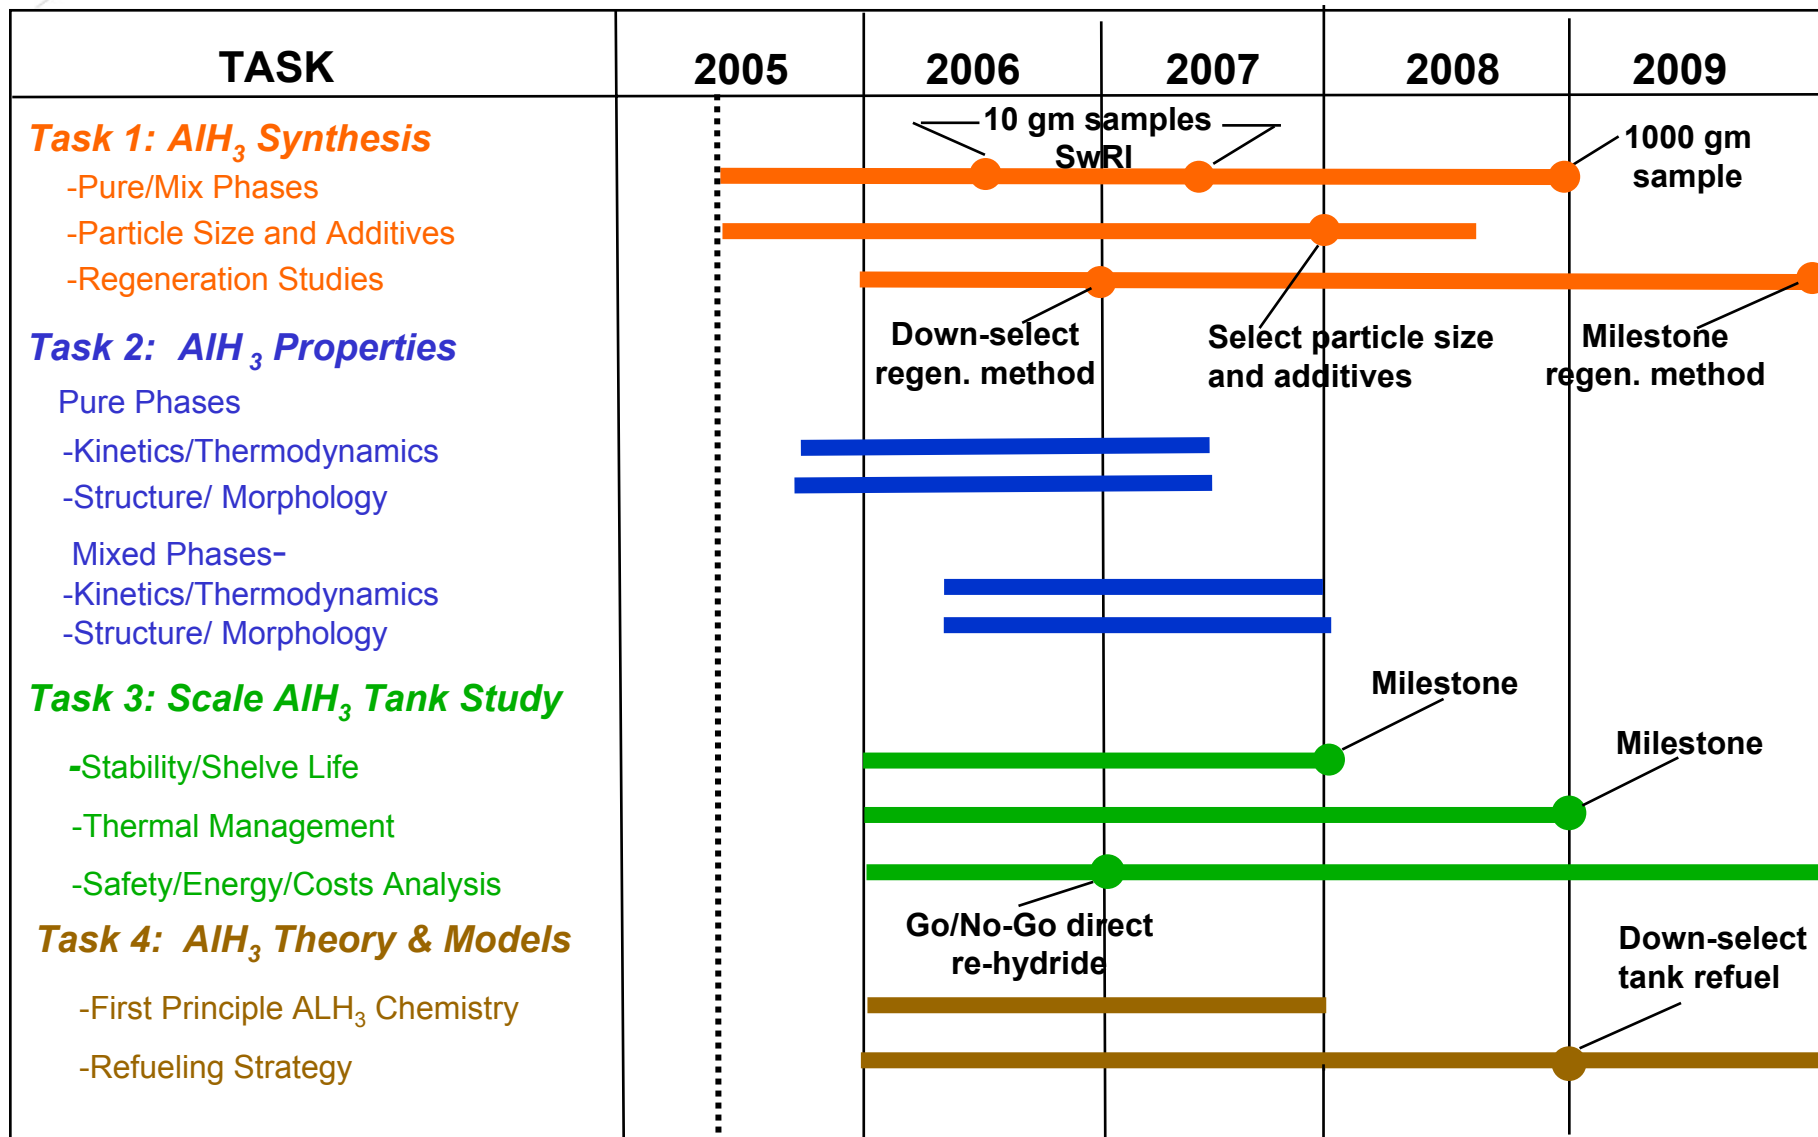 TASK 2005 2006 2007 2008 2009
Task 1: AlH3 Synthesis
-Pure/Mix Phases
-Particle Size and Additives
-Regeneration Studies
10 gm samples
SwRI
1000 gm
sample
Down-select
regen. method
Select particle size
and additives
Milestone
regen. method
Task 2: AlH3 Properties
Pure Phases
-Kinetics/Thermodynamics
-Structure/ Morphology
Mixed Phases-
-Kinetics/Thermodynamics
-Structure/ Morphology
Task 3: Scale AlH3 Tank Study
-Stability/Shelve Life
-Thermal Management
-Safety/Energy/Costs Analysis
Milestone
Milestone
Go/No-Go direct
re-hydride
Task 4: AlH3 Theory & Models
-First Principle ALH3 Chemistry
-Refueling Strategy
Down-select
tank refuel